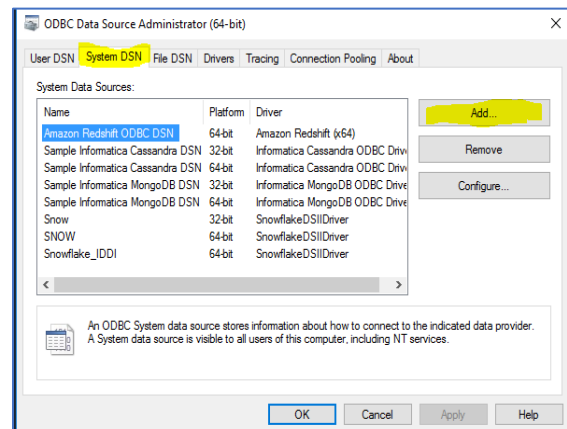 ODBC Data Source Administrator (64-bit)
User DSN System DSN File DSN Drivers Tracing Connection Pooling About
System Data Sources:
Name Platform Driver
Amazon Redshift ODBC DSN 64-bit Amazon Redshift (x64)
Sample Informatica Cassandra DSN 32-bit Informatica Cassandra ODBC Driv
Sample Informatica Cassandra DSN 64-bit Informatica Cassandra ODBC Driv
Sample Informatica MongoDB DSN 32-bit Informatica MongoDB ODBC Drive
Sample Informatica MongoDB DSN 64-bit Informatica MongoDB ODBC Drive
Snow 32-bit SnowflakeDSIIDriver
SNOW 64-bit SnowflakeDSIIDriver
Snowflake_IDDI 64-bit SnowflakeDSIIDriver
Add...
Remove
Configure...
An ODBC System data source stores information about how to connect to the indicated data provider.
A System data source is visible to all users of this computer, including NT services.
OK Cancel Apply Help